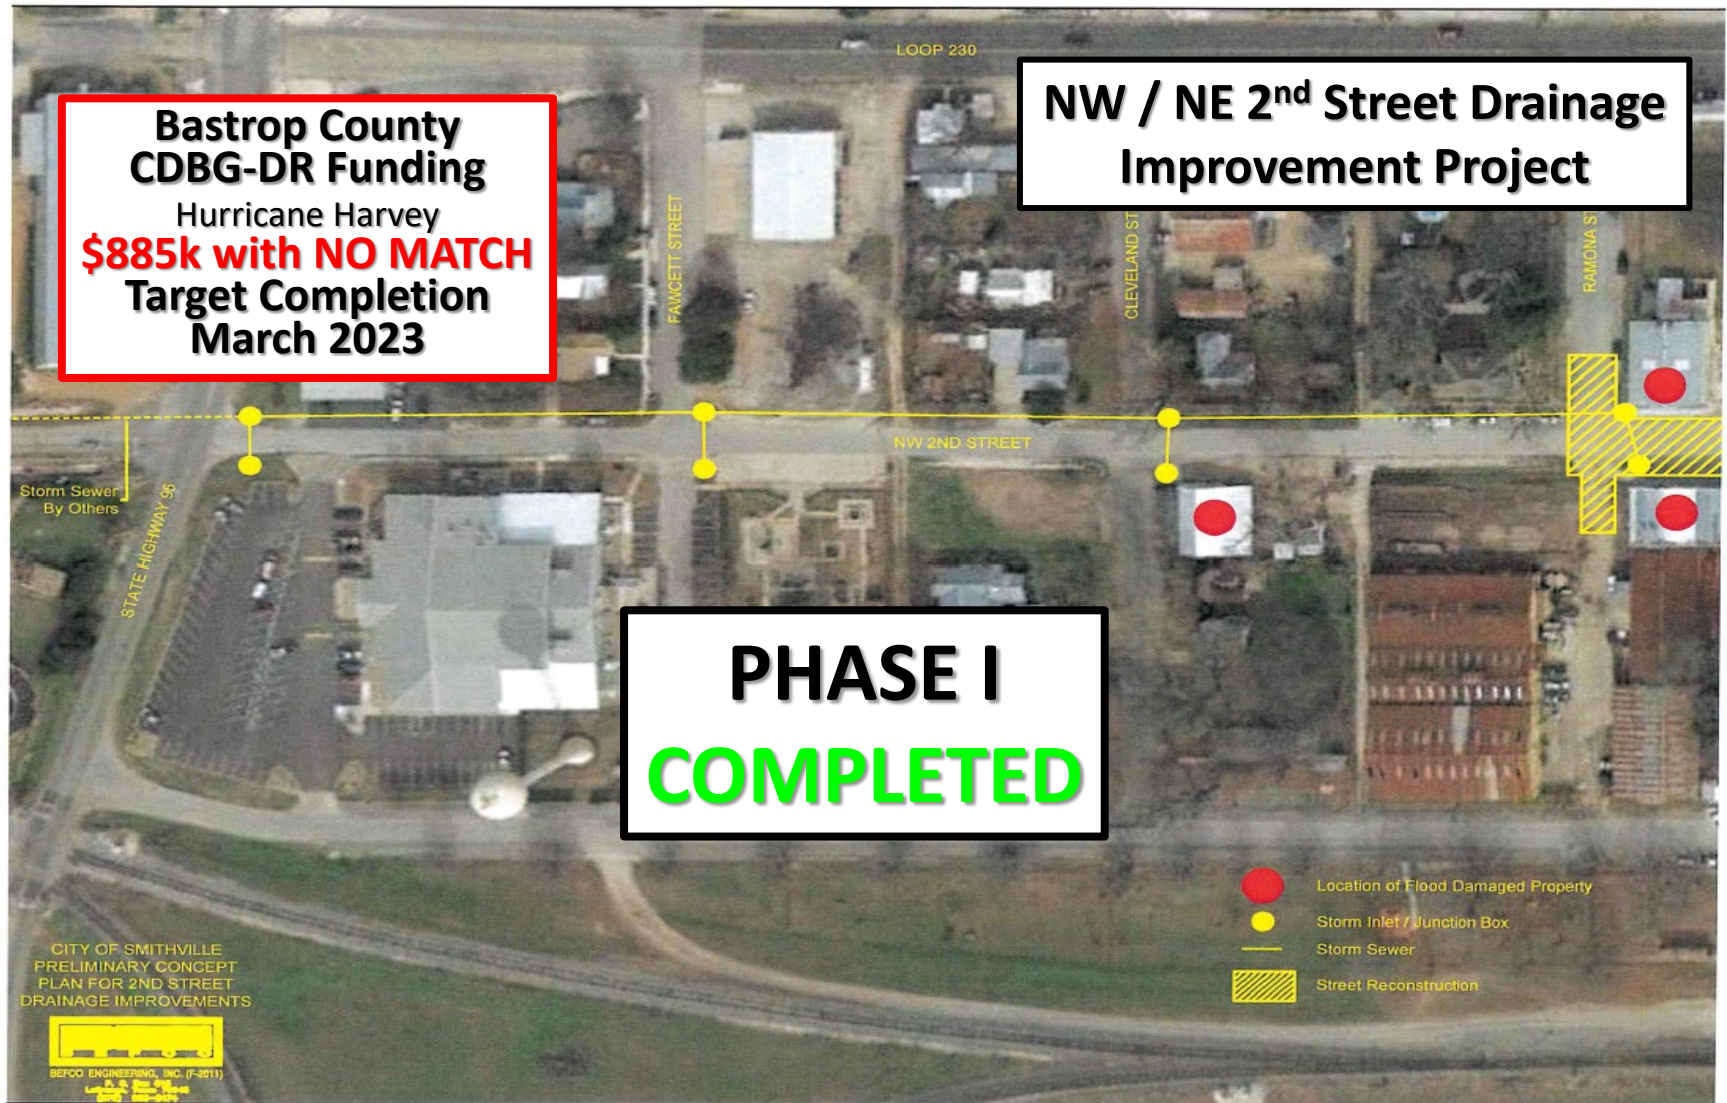 LOOP 230
NW / NE 2nd Street Drainage
Improvement Project
Bastrop County
CDBG-DR Funding
Hurricane Harvey
$885k with NO MATCH
Target Completion
March 2023
FAWCETT STREET
CLEVELAND ST
RAMONA ST
NW 2ND STREET
Storm Sewer
By Others
STATE HIGHWAY 95
PHASE I
COMPLETED
Location of Flood Damaged Property
Storm Inlet / Junction Box
Storm Sewer
Street Reconstruction
CITY OF SMITHVILLE
PRELIMINARY CONCEPT
PLAN FOR 2ND STREET
DRAINAGE IMPROVEMENTS
BEFCO ENGINEERING, INC. (F-2011)